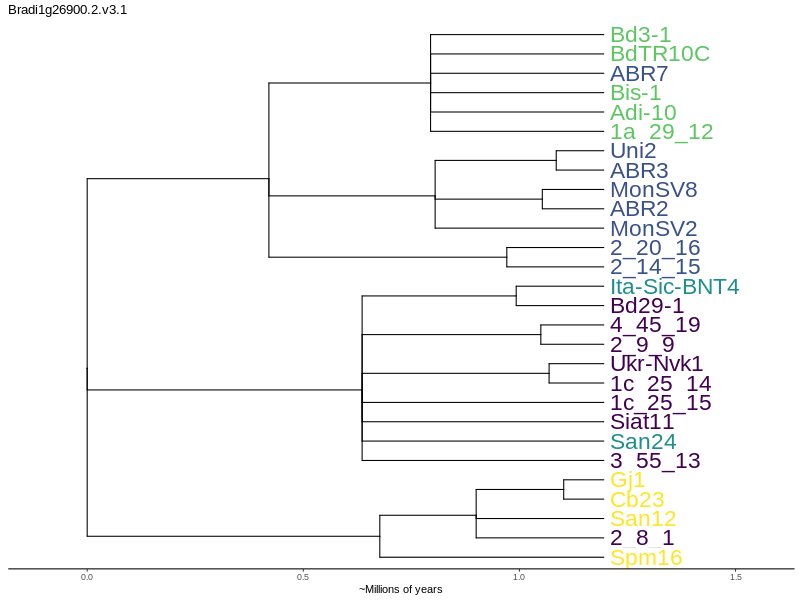 Bradi1g26900.2.v3.1
Bd3-1
BdTR10C
ABR7
Bis-1
Adi-10
1a_29_12
Uni2
ABR3
MonSV8
ABR2
MonSV2
2_20_16
2_14_15
Ita-Sic-BNT4
Bd29-1
4_45_19
2_9_9
Ukr-Nvk1
1c_25_14
1c_25_15
Siat11
San24
3_55_13
Gj1
Cb23
San12
2_8_1
Spm16
0.0 0.5 1.0 1.5
~Millions of years